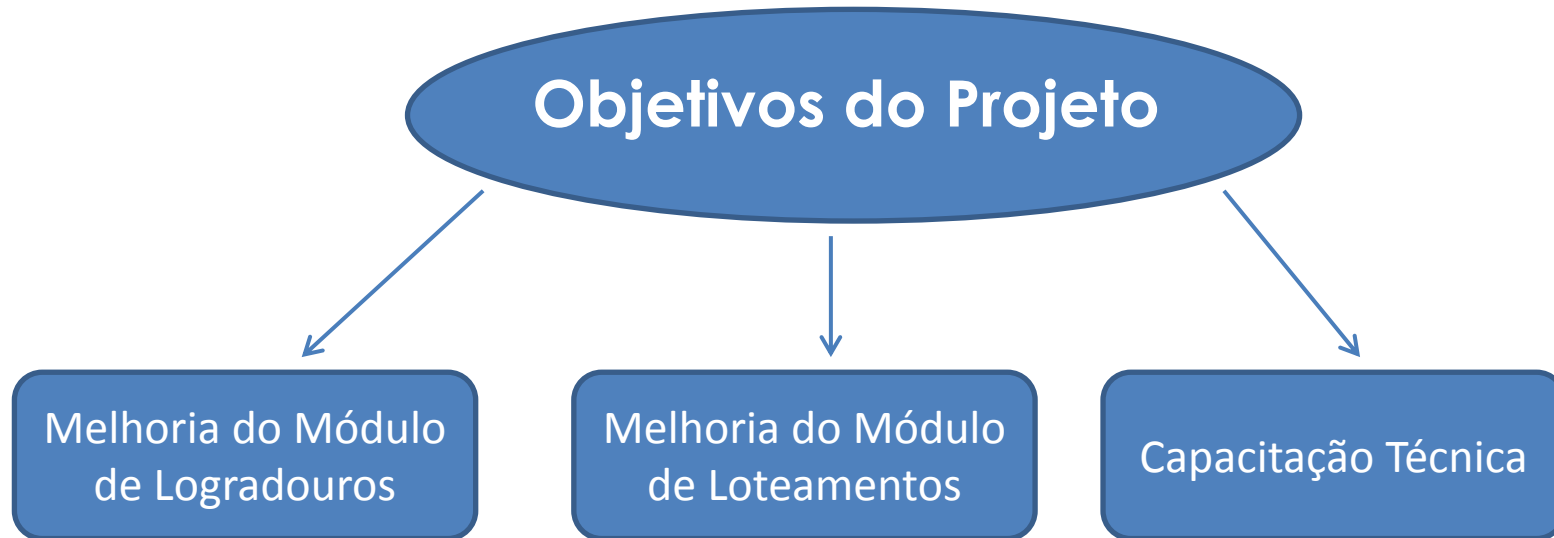 Objetivos do Projeto
Melhoria do Módulo
de Logradouros
Melhoria do Módulo
de Loteamentos
Capacitação Técnica